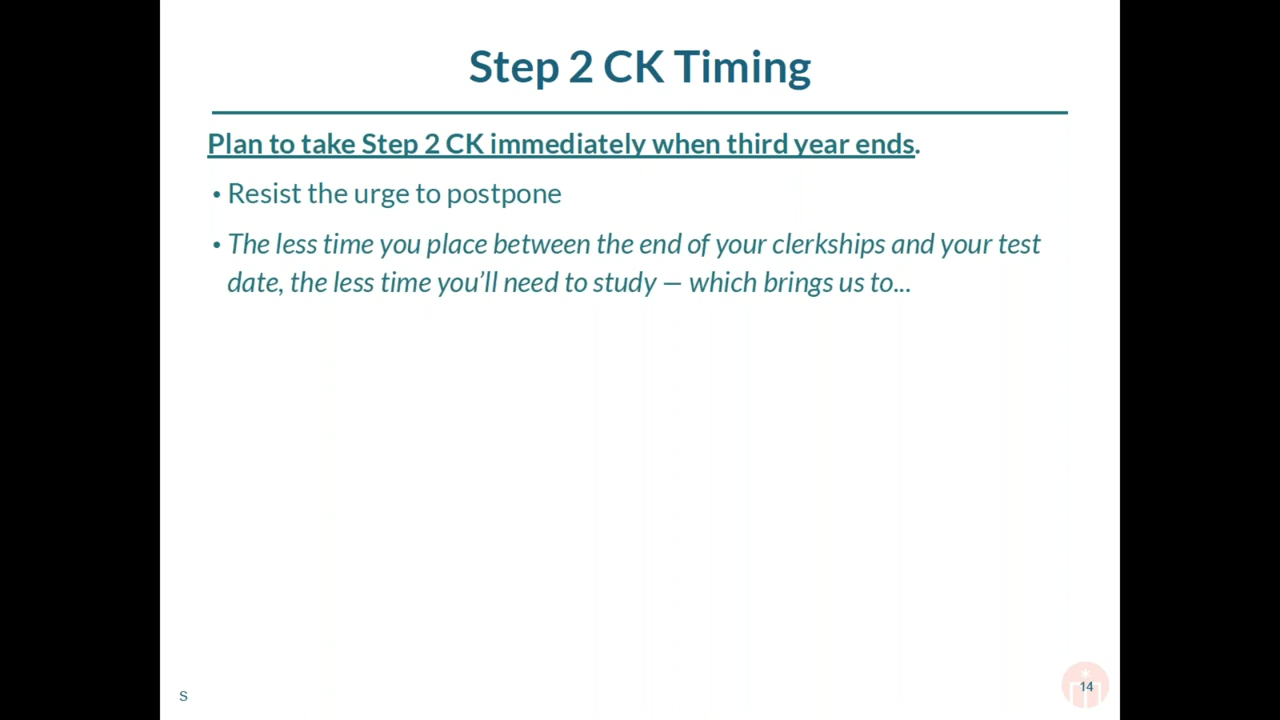 Step 2 CK Timing
Plan to take Step 2 CK immediately when third year ends.
• Resist the urge to postpone
• The less time you place between the end of your clerkships and your test
date, the less time you’ll need to study — which brings us to...
S
14